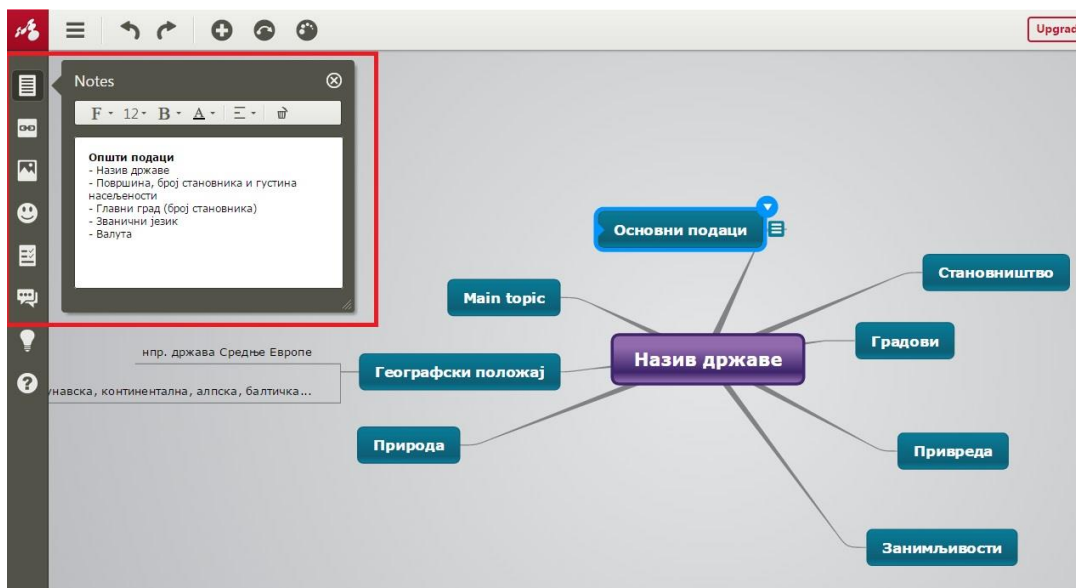 Upgrad
Notes
F 12 B A
Општи подаци
- Назив државе
- Површина, број становника и густина
насељености
- Главни град (број становника)
- Званични језик
- Валута
Основни подаци
Становништво
Main topic
Градови
нпр. држава Средње Европе
Назив државе
Географски положај
унавска, континентална, алпска, балтичка...
Природа
Привреда
Занимљивости